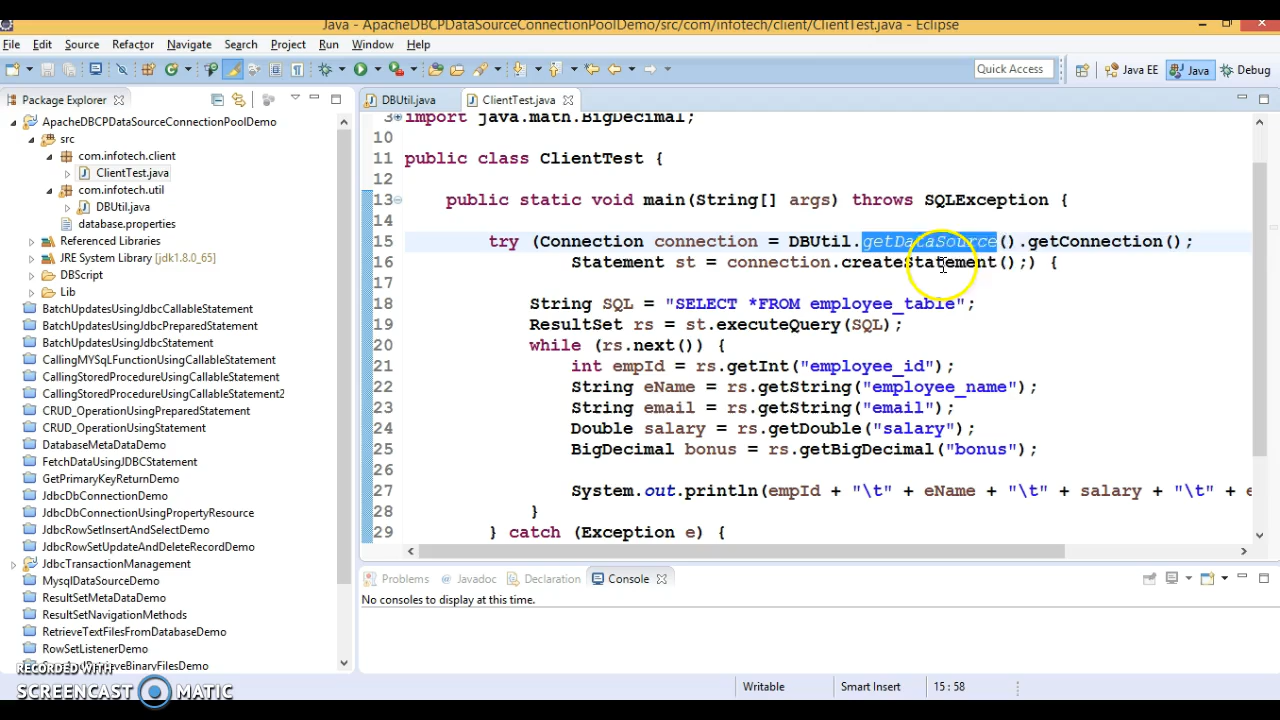 Java - ApacheDBCPDataSourceConnectionPoolDemo/src/com/infotech/client/ClientTest.java - Eclipse
File Edit Source Refactor Navigate Search Project Run Window Help
Quick Access Java EE Java Debug
Package Explorer
ApacheDBCPDataSourceConnectionPoolDemo
src
com.infotech.client
ClientTest.java
com.infotech.util
DBUtil.java
database.properties
Referenced Libraries
JRE System Library [jdk1.8.0_65]
DBScript
Lib
BatchUpdatesUsingJdbcCallableStatement
BatchUpdatesUsingJdbcPreparedStatement
BatchUpdatesUsingJdbcStatement
CallingMYSqLFunctionUsingCallableStatement
CallingStoredProcedureUsingCallableStatement
CallingStoredProcedureUsingCallableStatement2
CRUD_OperationUsingPreparedStatement
CRUD_OperationUsingStatement
DatabaseMetaDataDemo
FetchDataUsingJDBCStatement
GetPrimaryKeyReturnDemo
JdbcDbConnectionDemo
JdbcDbConnectionUsingPropertyResource
JdbcRowSetInsertAndSelectDemo
JdbcRowSetUpdateAndDeleteRecordDemo
JdbcTransactionManagement
MysqlDataSourceDemo
ResultSetMetaDataDemo
ResultSetNavigationMethods
RetrieveTextFilesFromDatabaseDemo
RowSetListenerDemo
RetrieveBinaryFilesDemo
RECORDED WITH
SCREENCAST MATIC
DBUtil.java ClientTest.java
3 import java.math.BigDecimal;
10
11 public class ClientTest {
12
13 public static void main(String[] args) throws SQLException {
14
15 try (Connection connection = DBUtil.getDataSource().getConnection();
16 Statement st = connection.createStatement();) {
17
18 String SQL = "SELECT *FROM employee_table";
19 ResultSet rs = st.executeQuery(SQL);
20 while (rs.next()) {
21 int empId = rs.getInt("employee_id");
22 String eName = rs.getString("employee_name");
23 String email = rs.getString("email");
24 Double salary = rs.getDouble("salary");
25 BigDecimal bonus = rs.getBigDecimal("bonus");
26
27 System.out.println(empId + "\t" + eName + "\t" + salary + "\t" + e
28 }
29 } catch (Exception e) {
Problems Javadoc Declaration Console
No consoles to display at this time.
Writable Smart Insert 15 : 58